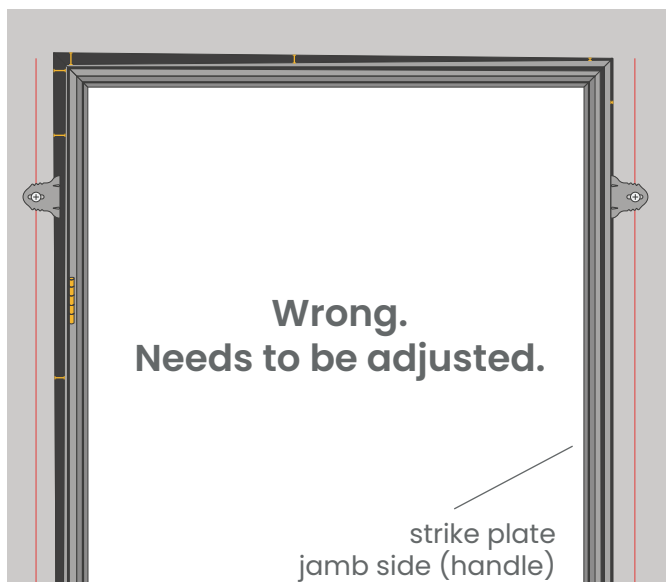 Wrong.
Needs to be adjusted.
strike plate
jamb side (handle)